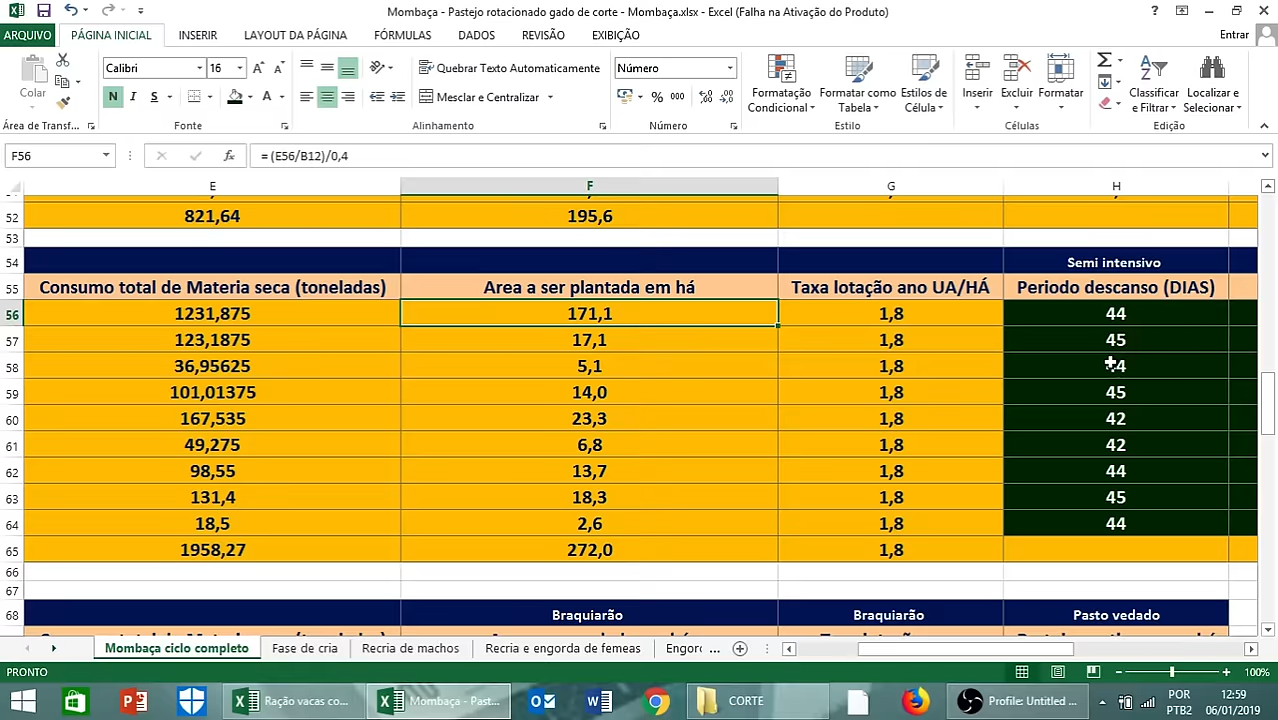 Mombaça - Pastejo rotacionado gado de corte - Mombaça.xlsx - Excel (Falha na Ativação do Produto)
ARQUIVO PÁGINA INICIAL INSERIR LAYOUT DA PÁGINA FÓRMULAS DADOS REVISÃO EXIBIÇÃO Entrar
Colar
Calibri 16
N I S A
Quebrar Texto Automaticamente
Mesclar e Centralizar
Número
% 000
Formatação Condicional
Formatar como Tabela
Estilos de Célula
Inserir Excluir Formatar
Classificar e Filtrar
Localizar e Selecionar
Área de Transf... Fonte Alinhamento Número Estilo Células Edição
F56 fx = (E56/B12)/0,4
E F G H
52 821,64 195,6
53
54 Semi intensivo
55 Consumo total de Materia seca (toneladas) Area a ser plantada em há Taxa lotação ano UA/HÁ Periodo descanso (DIAS)
56 1231,875 171,1 1,8 44
57 123,1875 17,1 1,8 45
58 36,95625 5,1 1,8
59 101,01375 14,0 1,8 45
60 167,535 23,3 1,8 42
61 49,275 6,8 1,8 42
62 98,55 13,7 1,8 44
63 131,4 18,3 1,8 45
64 18,5 2,6 1,8 44
65 1958,27 272,0 1,8
66
67
68 Braquiarão Braquiarão Pasto vedado
Mombaça ciclo completo Fase de cria Recria de machos Recria e engorda de femeas Engor ...
PRONTO 100%
Ração vacas co... Mombaça - Past... CORTE Profile: Untitled ... POR 12:59
PTB2 06/01/2019